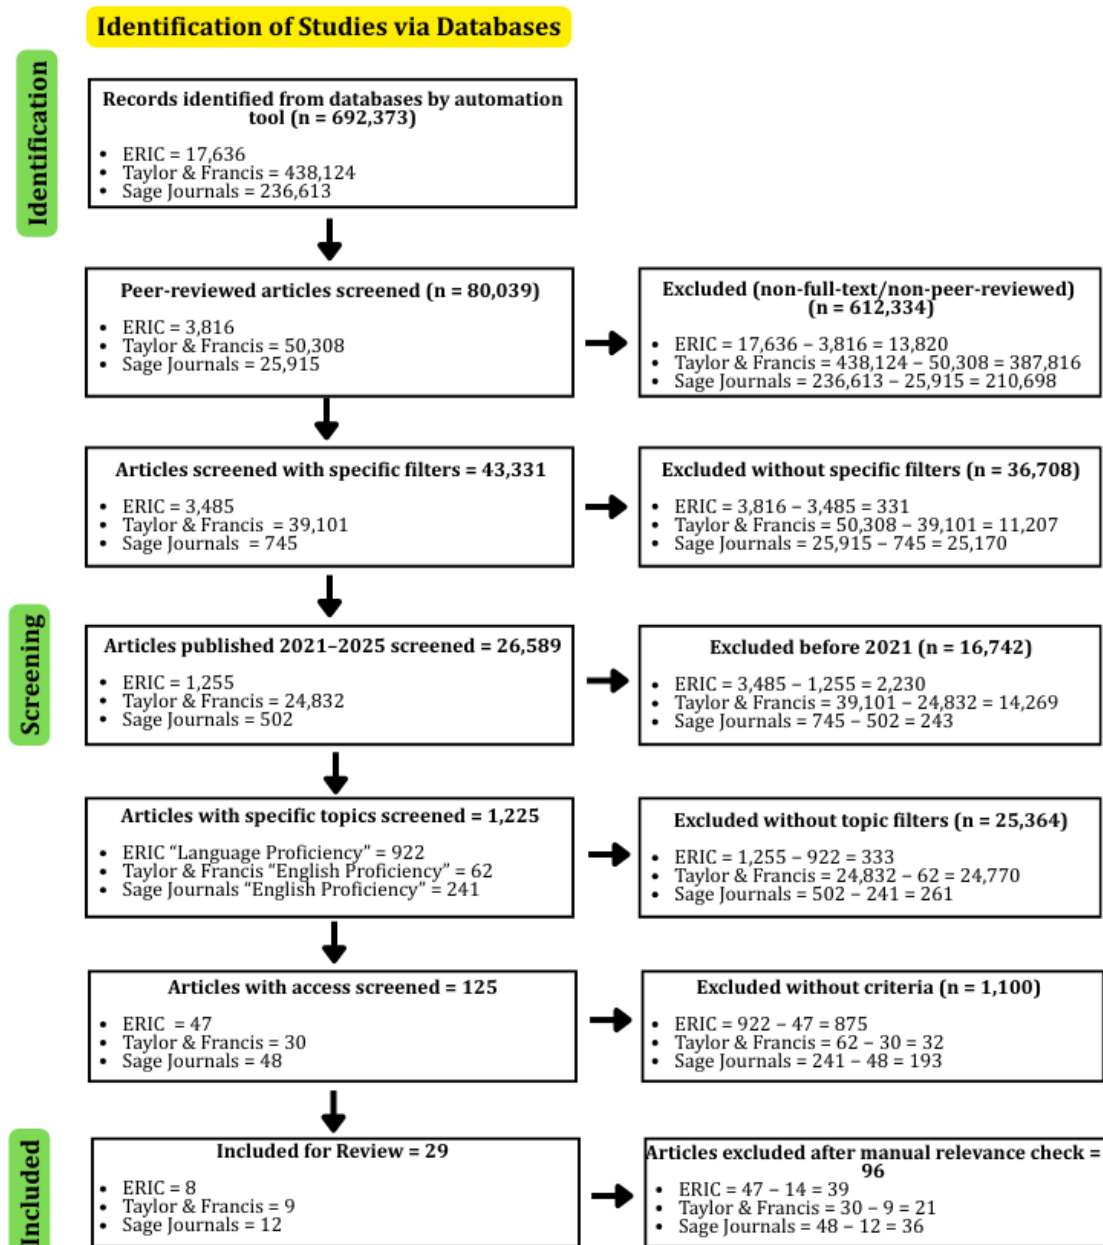 Identification of Studies via Databases
Identification
Records identified from databases by automation
tool (n = 692,373)
• ERIC = 17,636
• Taylor & Francis = 438,124
• Sage Journals = 236,613
Peer-reviewed articles screened (n = 80,039)
• ERIC = 3,816
• Taylor & Francis = 50,308
• Sage Journals = 25,915
Excluded (non-full-text/non-peer-reviewed)
(n = 612,334)
• ERIC = 17,636 – 3,816 = 13,820
• Taylor & Francis = 438,124 – 50,308 = 387,816
• Sage Journals = 236,613 – 25,915 = 210,698
Articles screened with specific filters = 43,331
• ERIC = 3,485
• Taylor & Francis = 39,101
• Sage Journals = 745
Excluded without specific filters (n = 36,708)
• ERIC = 3,816 – 3,485 = 331
• Taylor & Francis = 50,308 – 39,101 = 11,207
• Sage Journals = 25,915 – 745 = 25,170
Screening
Articles published 2021–2025 screened = 26,589
• ERIC = 1,255
• Taylor & Francis = 24,832
• Sage Journals = 502
Excluded before 2021 (n = 16,742)
• ERIC = 3,485 – 1,255 = 2,230
• Taylor & Francis = 39,101 – 24,832 = 14,269
• Sage Journals = 745 – 502 = 243
Articles with specific topics screened = 1,225
• ERIC “Language Proficiency” = 922
• Taylor & Francis “English Proficiency” = 62
• Sage Journals “English Proficiency” = 241
Excluded without topic filters (n = 25,364)
• ERIC = 1,255 – 922 = 333
• Taylor & Francis = 24,832 – 62 = 24,770
• Sage Journals = 502 – 241 = 261
Articles with access screened = 125
• ERIC = 47
• Taylor & Francis = 30
• Sage Journals = 48
Excluded without criteria (n = 1,100)
• ERIC = 922 – 47 = 875
• Taylor & Francis = 62 – 30 = 32
• Sage Journals = 241 – 48 = 193
Included
Included for Review = 29
• ERIC = 8
• Taylor & Francis = 9
• Sage Journals = 12
Articles excluded after manual relevance check =
96
• ERIC = 47 – 14 = 39
• Taylor & Francis = 30 – 9 = 21
• Sage Journals = 48 – 12 = 36